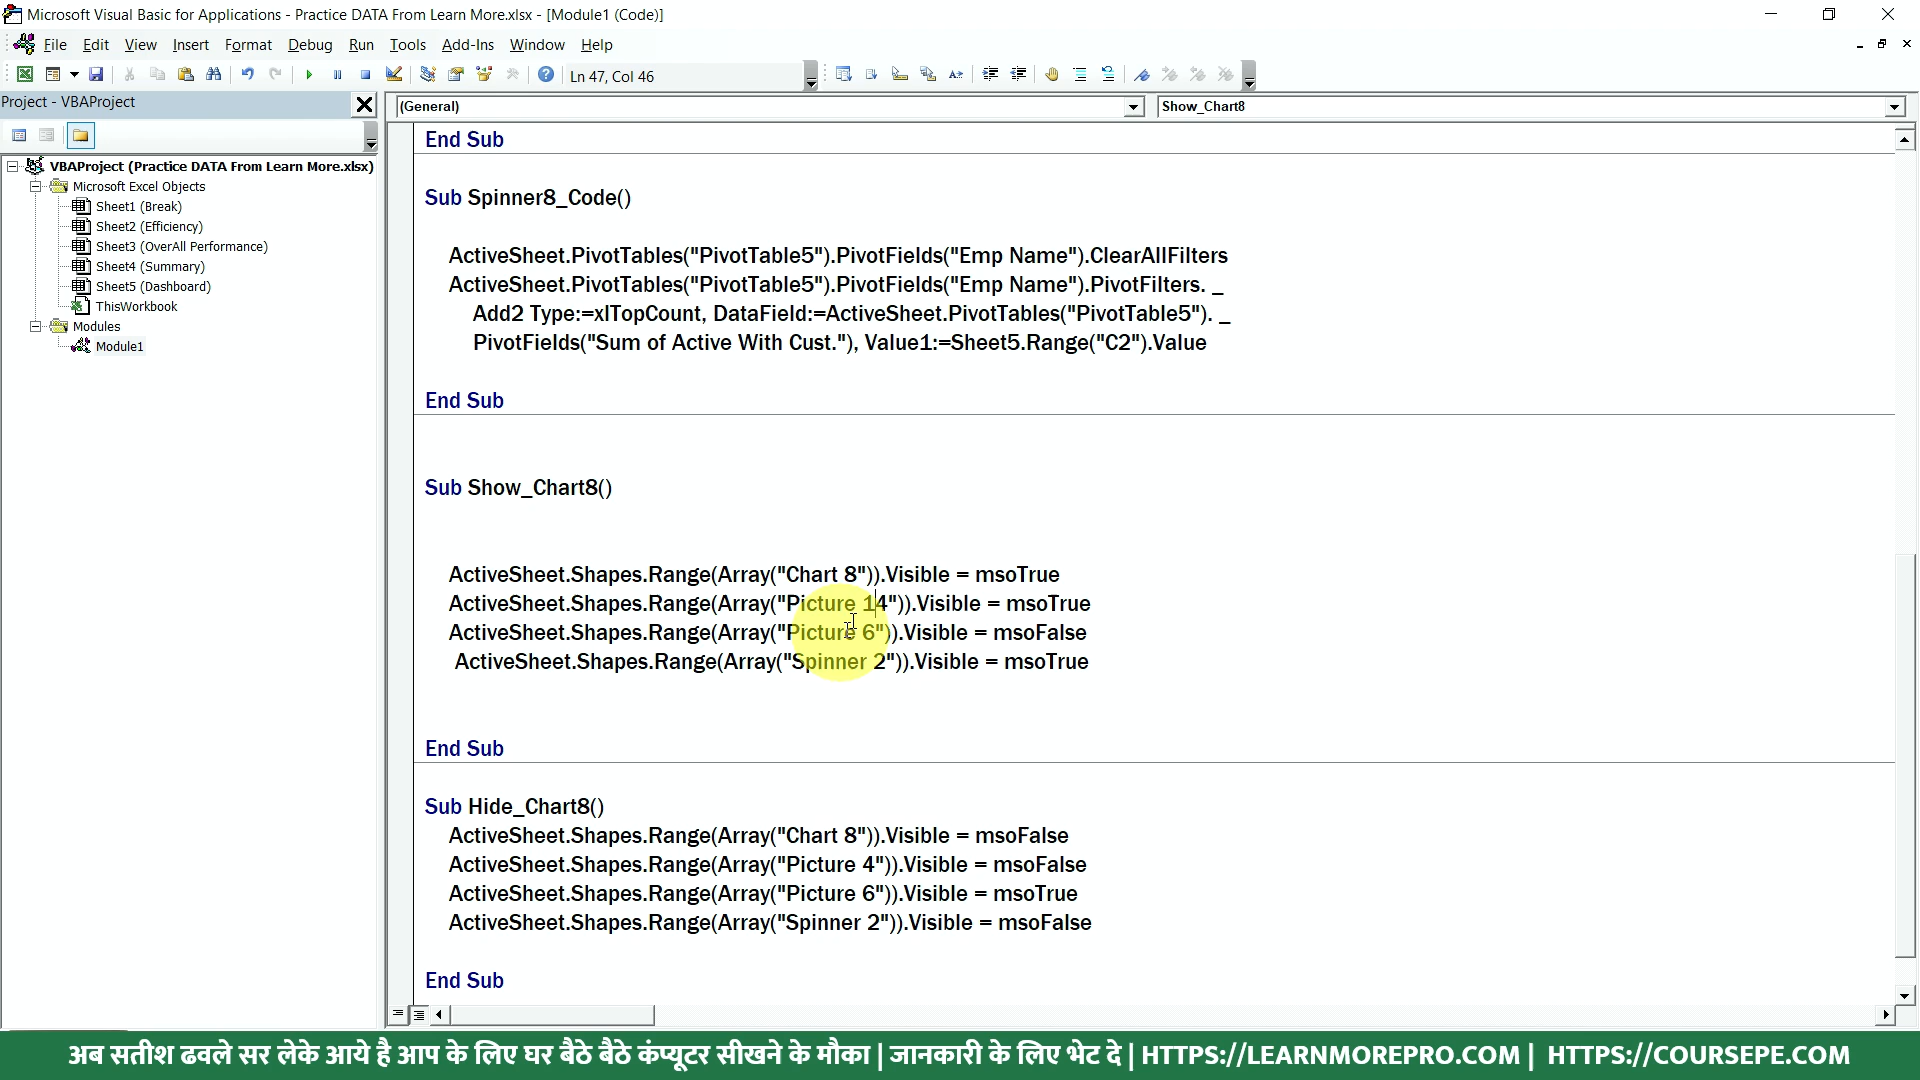 Microsoft Visual Basic for Applications - Practice DATA From Learn More.xlsx - [Module1 (Code)]
File Edit View Insert Format Debug Run Tools Add-Ins Window Help
Ln 47, Col 46
Project - VBAProject
(General)
Show_Chart8
VBAProject (Practice DATA From Learn More.xlsx)
Microsoft Excel Objects
Sheet1 (Break)
Sheet2 (Efficiency)
Sheet3 (OverAll Performance)
Sheet4 (Summary)
Sheet5 (Dashboard)
ThisWorkbook
Modules
Module1
End Sub
Sub Spinner8_Code()
ActiveSheet.PivotTables("PivotTable5").PivotFields("Emp Name").ClearAllFilters
ActiveSheet.PivotTables("PivotTable5").PivotFields("Emp Name").PivotFilters. _
Add2 Type:=xlTopCount, DataField:=ActiveSheet.PivotTables("PivotTable5"). _
PivotFields("Sum of Active With Cust."), Value1:=Sheet5.Range("C2").Value
End Sub
Sub Show_Chart8()
ActiveSheet.Shapes.Range(Array("Chart 8")).Visible = msoTrue
ActiveSheet.Shapes.Range(Array("Picture 14")).Visible = msoTrue
ActiveSheet.Shapes.Range(Array("Picture 6")).Visible = msoFalse
ActiveSheet.Shapes.Range(Array("Spinner 2")).Visible = msoTrue
End Sub
Sub Hide_Chart8()
ActiveSheet.Shapes.Range(Array("Chart 8")).Visible = msoFalse
ActiveSheet.Shapes.Range(Array("Picture 4")).Visible = msoFalse
ActiveSheet.Shapes.Range(Array("Picture 6")).Visible = msoTrue
ActiveSheet.Shapes.Range(Array("Spinner 2")).Visible = msoFalse
End Sub
अब सतीश ढवले सर लेके आये है आप के लिए घर बैठे बैठे कंप्यूटर सीखने के मौका | जानकारी के लिए भेट दे | HTTPS://LEARNMOREPRO.COM | HTTPS://COURSEPE.COM